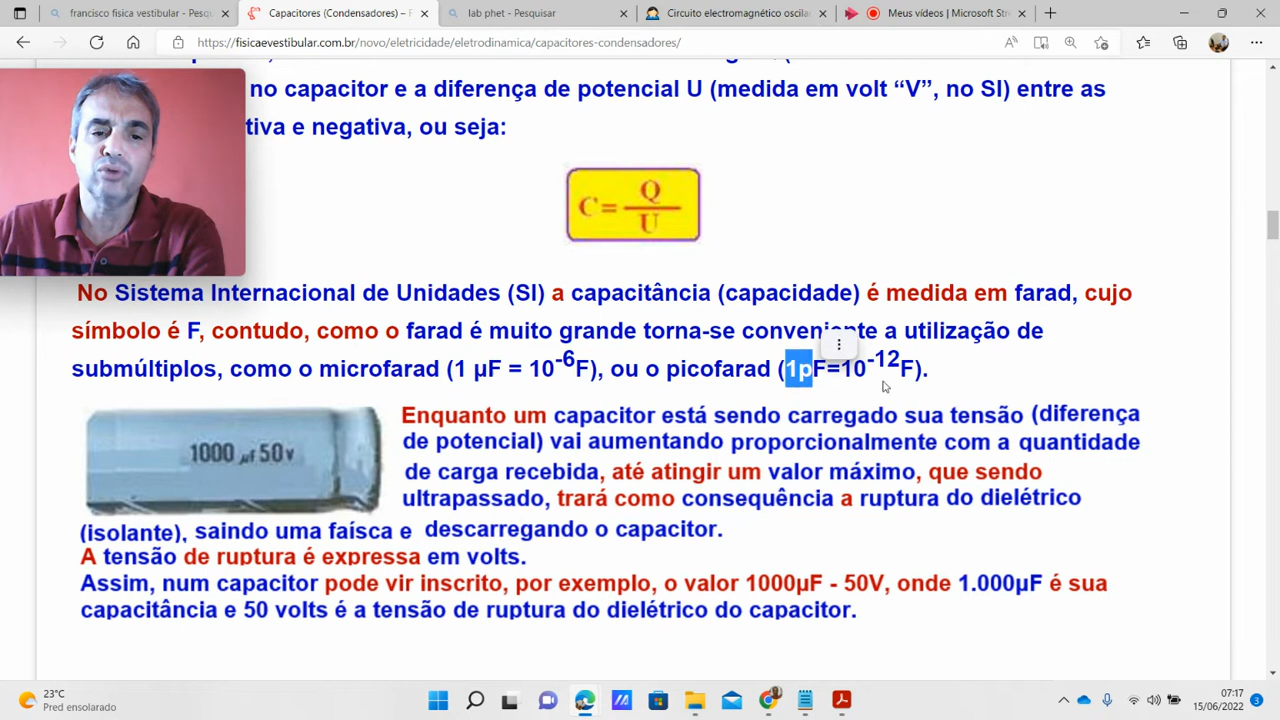 francisco fisica vestibular - Pesqu
Capacitores (Condensadores) – F
lab phet - Pesquisar
Circuito electromagnético oscila
Meus vídeos | Microsoft Str
https://fisicaevestibular.com.br/novo/eletricidade/eletrodinamica/capacitores-condensadores/
no capacitor e a diferença de potencial U (medida em volt “V”, no SI) entre as
tiva e negativa, ou seja:
C= Q
U
No Sistema Internacional de Unidades (SI) a capacitância (capacidade) é medida em farad, cujo
símbolo é F, contudo, como o farad é muito grande torna-se conveniente a utilização de
submúltiplos, como o microfarad (1 μF = 10⁻⁶F), ou o picofarad (1pF=10⁻¹²F).
1000 μf 50v
Enquanto um capacitor está sendo carregado sua tensão (diferença
de potencial) vai aumentando proporcionalmente com a quantidade
de carga recebida, até atingir um valor máximo, que sendo
ultrapassado, trará como consequência a ruptura do dielétrico
(isolante), saindo uma faísca e descarregando o capacitor.
A tensão de ruptura é expressa em volts.
Assim, num capacitor pode vir inscrito, por exemplo, o valor 1000μF - 50V, onde 1.000μF é sua
capacitância e 50 volts é a tensão de ruptura do dielétrico do capacitor.
23°C
Pred ensolarado
07:17
15/06/2022
3